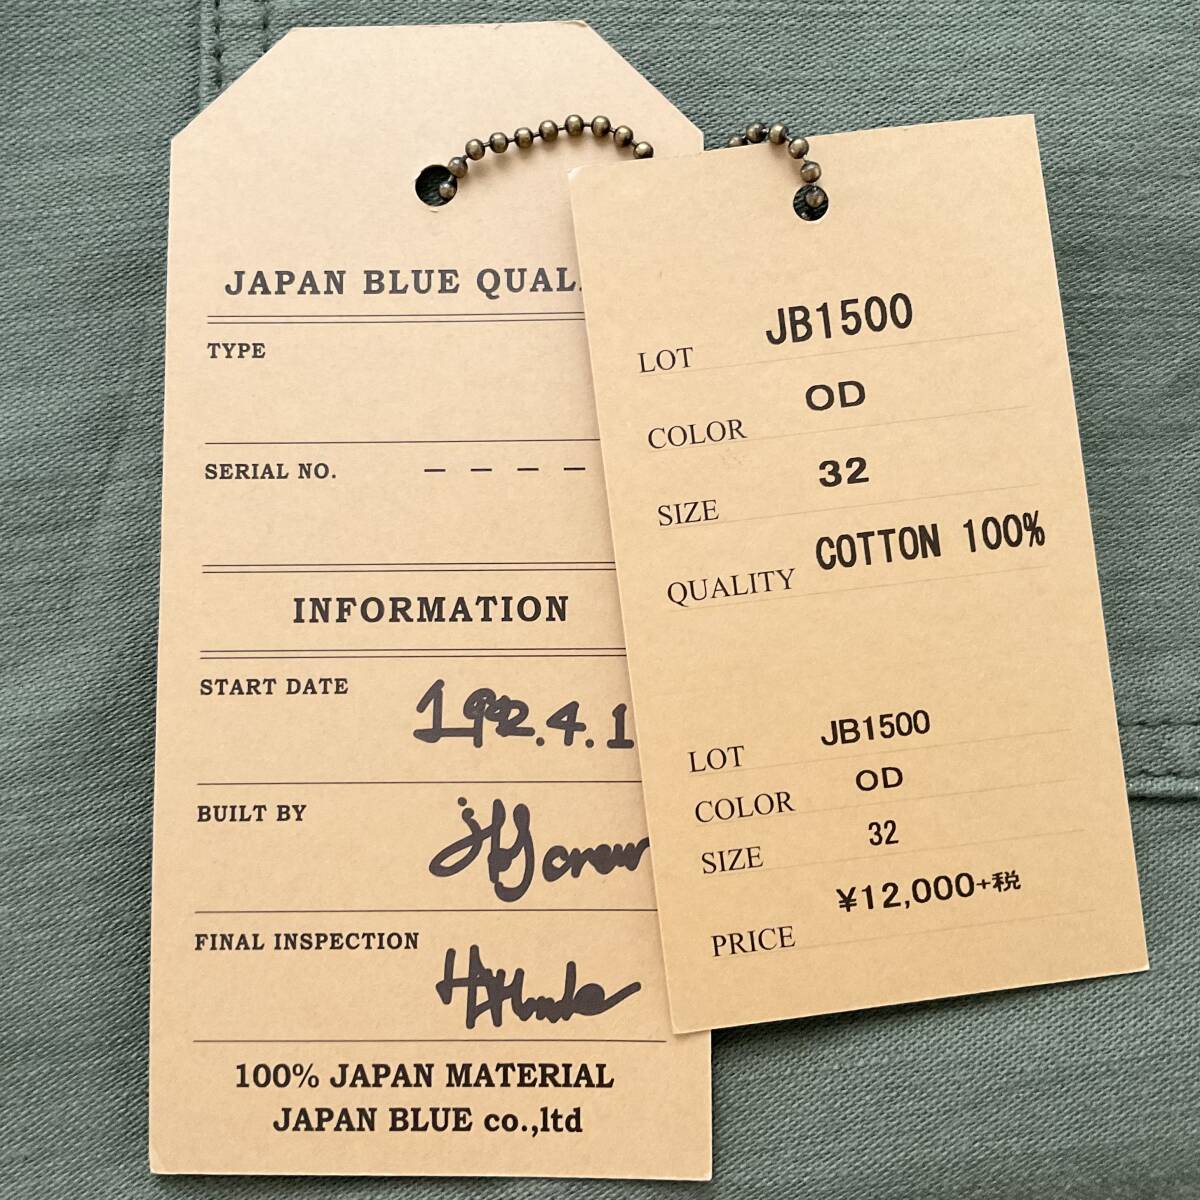 JAPAN BLUE QUAL
TYPE
SERIAL NO. — — — —
INFORMATION
START DATE 1992.4.1
BUILT BY crew
FINAL INSPECTION
100% JAPAN MATERIAL
JAPAN BLUE co.,ltd
LOT JB1500
COLOR OD
SIZE 32
QUALITY COTTON 100%
LOT JB1500
COLOR OD
SIZE 32
PRICE ¥12,000+税